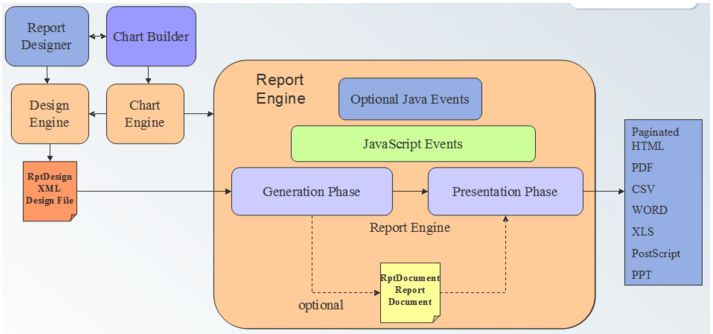 Report
Designer
Chart Builder
Design
Engine
Chart
Engine
RptDesign
XML
Design File
Report
Engine
Optional Java Events
JavaScript Events
Generation Phase
Presentation Phase
Report Engine
optional
RptDocument
Report
Document
Paginated
HTML
PDF
CSV
WORD
XLS
PostScript
PPT